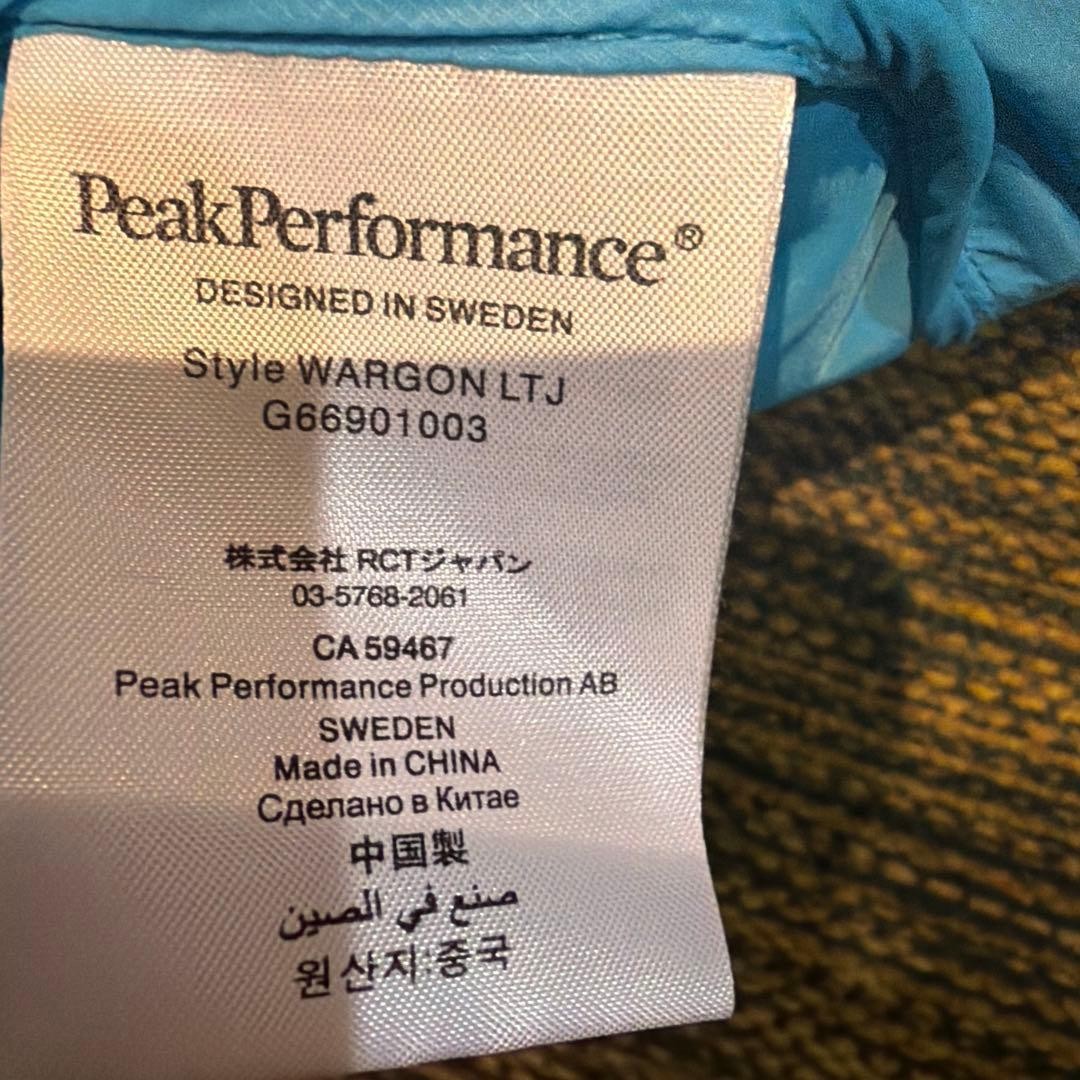 PeakPerformance®
DESIGNED IN SWEDEN
Style WARGON LTJ
G66901003
株式会社 RCTジャパン
03-5768-2061
CA 59467
Peak Performance Production AB
SWEDEN
Made in CHINA
Сделано в Китае
中国製
صنع في الصين
원산지:중국